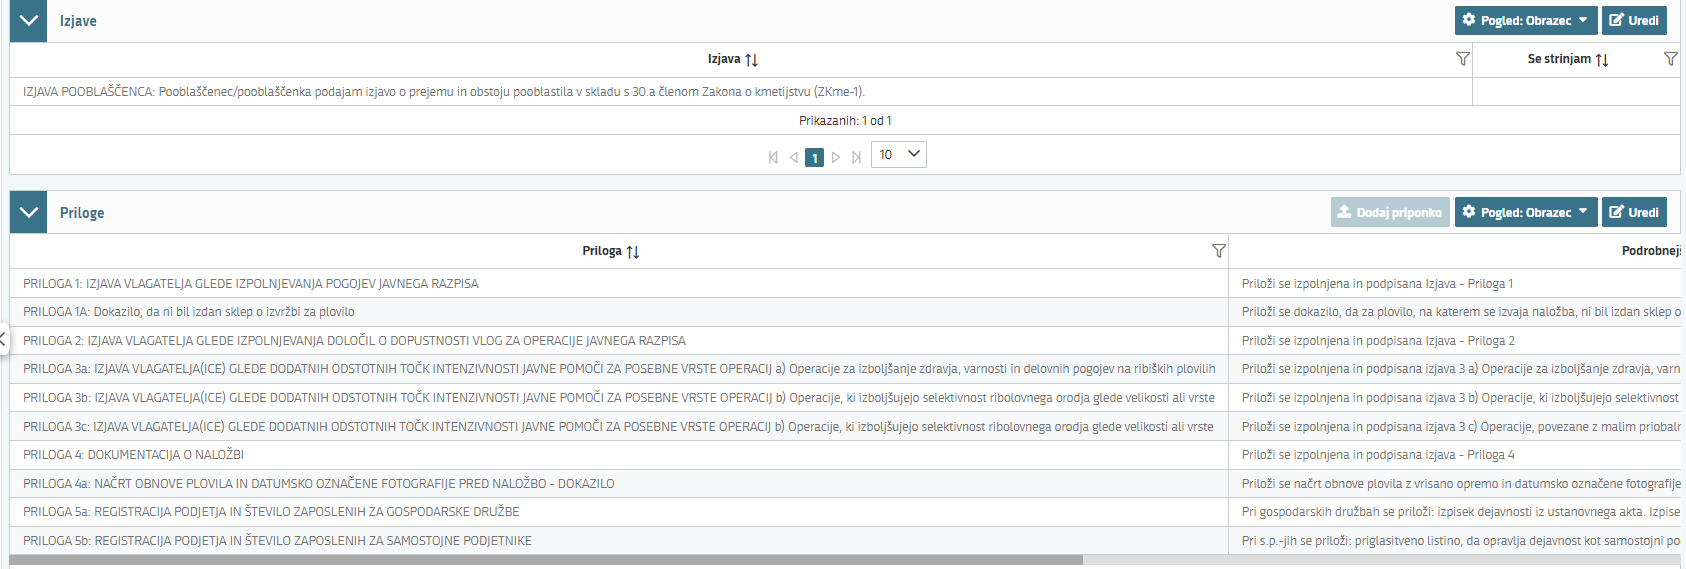 Izjave
Pogled: Obrazec
Uredi
Izjava
Se strinjam
IZJAVA POOBLAŠČENCA: Pooblaščenec/pooblaščenka podajam izjavo o prejemu in obstoju pooblastila v skladu s 30.a členom Zakona o kmetijstvu (ZKme-1).
Prikazanih: 1 od 1
1
10
Priloge
Dodaj priponko
Pogled: Obrazec
Uredi
Priloga
Podrobnejš
PRILOGA 1: IZJAVA VLAGATELJA GLEDE IZPOLNJEVANJA POGOJEV JAVNEGA RAZPISA
Priloži se izpolnjena in podpisana Izjava - Priloga 1
PRILOGA 1A: Dokazilo, da ni bil izdan sklep o izvržbi za plovilo
Priloži se dokazilo, da za plovilo, na katerem se izvaja naložba, ni bil izdan sklep o
PRILOGA 2: IZJAVA VLAGATELJA GLEDE IZPOLNJEVANJA DOLOČIL O DOPUSTNOSTI VLOG ZA OPERACIJE JAVNEGA RAZPISA
Priloži se izpolnjena in podpisana Izjava - Priloga 2
PRILOGA 3a: IZJAVA VLAGATELJA(ICE) GLEDE DODATNIH ODSTOTNIH TOČK INTENZIVNOSTI JAVNE POMOČI ZA POSEBNE VRSTE OPERACIJ a) Operacije za izboljšanje zdravja, varnosti in delovnih pogojev na ribiških plovilih
Priloži se izpolnjena in podpisana izjava 3 a) Operacije za izboljšanje zdravja, varn
PRILOGA 3b: IZJAVA VLAGATELJA(ICE) GLEDE DODATNIH ODSTOTNIH TOČK INTENZIVNOSTI JAVNE POMOČI ZA POSEBNE VRSTE OPERACIJ b) Operacije, ki izboljšujejo selektivnost ribolovnega orodja glede velikosti ali vrste
Priloži se izpolnjena in podpisana izjava 3 b) Operacije, ki izboljšujejo selektivnost
PRILOGA 3c: IZJAVA VLAGATELJA(ICE) GLEDE DODATNIH ODSTOTNIH TOČK INTENZIVNOSTI JAVNE POMOČI ZA POSEBNE VRSTE OPERACIJ b) Operacije, ki izboljšujejo selektivnost ribolovnega orodja glede velikosti ali vrste
Priloži se izpolnjena in podpisana izjava 3 c) Operacije, povezane z malim priobaln
PRILOGA 4: DOKUMENTACIJA O NALOŽBI
Priloži se izpolnjena in podpisana izjava - Priloga 4
PRILOGA 4a: NAČRT OBNOVE PLOVILA IN DATUMSKO OZNAČENE FOTOGRAFIJE PRED NALOŽBO - DOKAZILO
Priloži se načrt obnove plovila z vrisano opremo in datumsko označene fotografije
PRILOGA 5a: REGISTRACIJA PODJETJA IN ŠTEVILO ZAPOSLENIH ZA GOSPODARSKE DRUŽBE
Pri gospodarskih družbah se priloži: izpisek dejavnosti iz ustanovnega akta. Izpise
PRILOGA 5b: REGISTRACIJA PODJETJA IN ŠTEVILO ZAPOSLENIH ZA SAMOSTOJNE PODJETNIKE
Pri s.p.-jih se priloži: priglasitveno listino, da opravlja dejavnost kot samostojni po